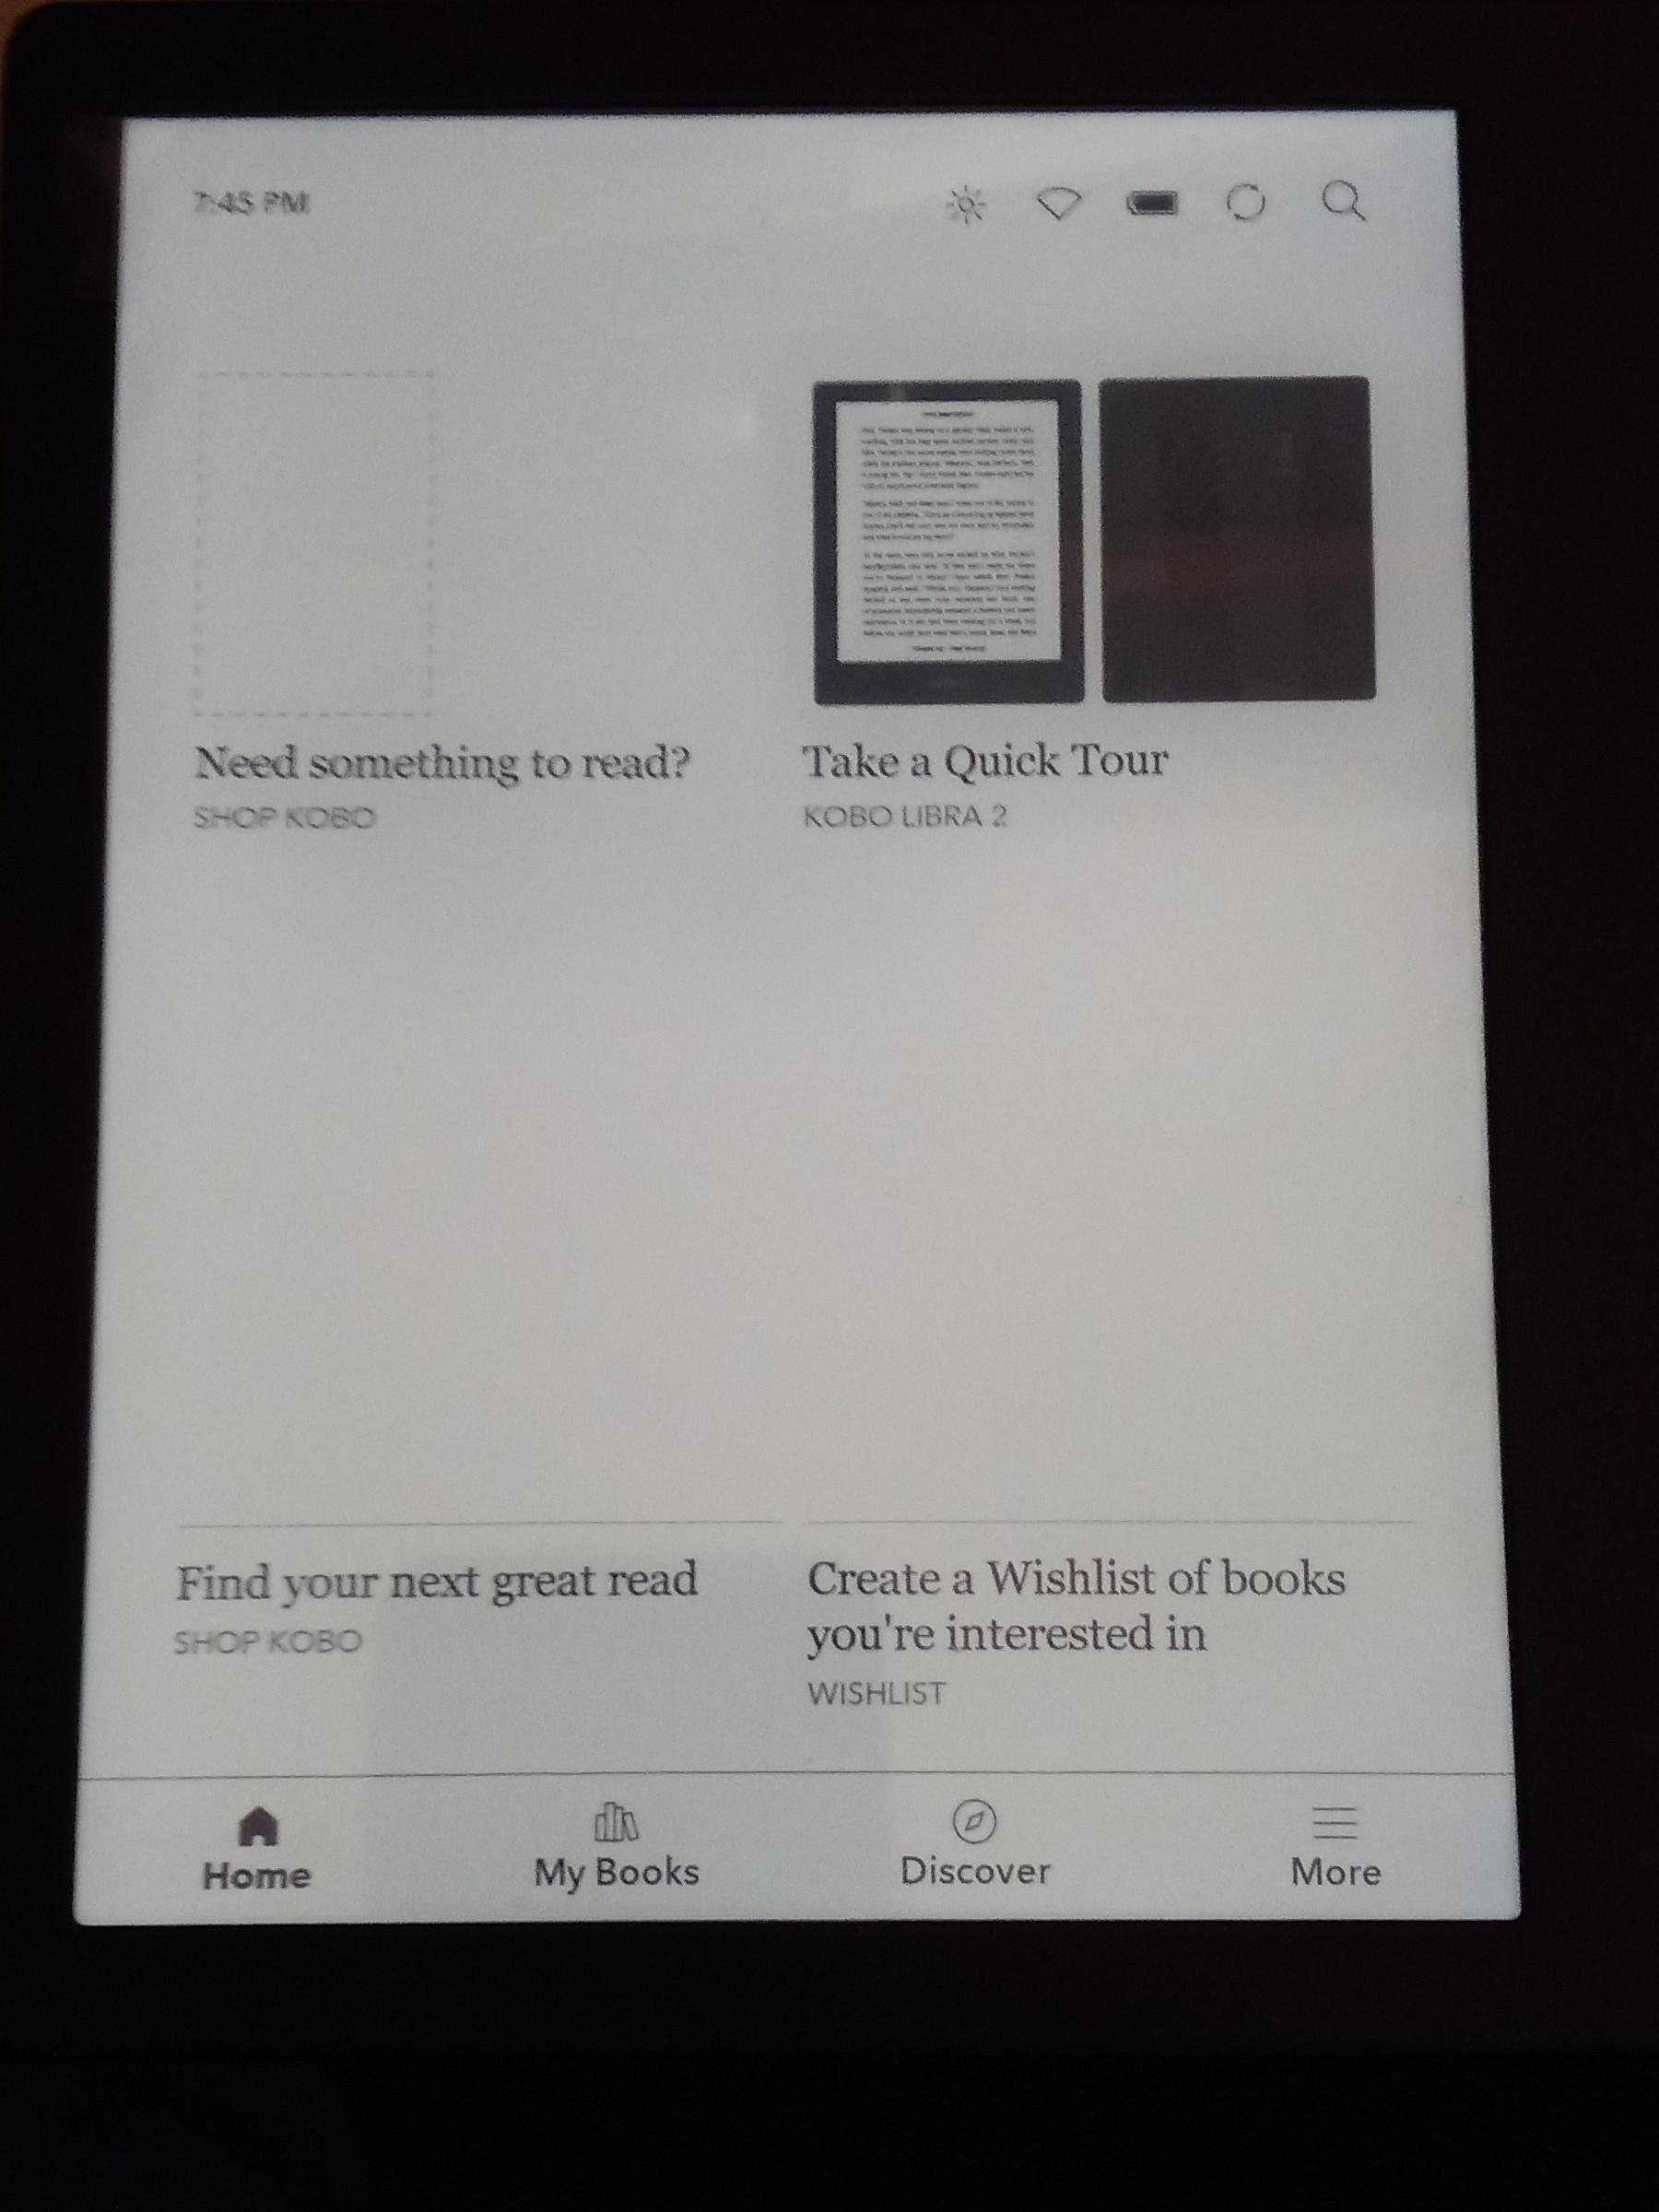 7:45 PM
Need something to read?
SHOP KOBO
Take a Quick Tour
KOBO LIBRA 2
Find your next great read
SHOP KOBO
Create a Wishlist of books
you're interested in
WISHLIST
Home
My Books
Discover
More